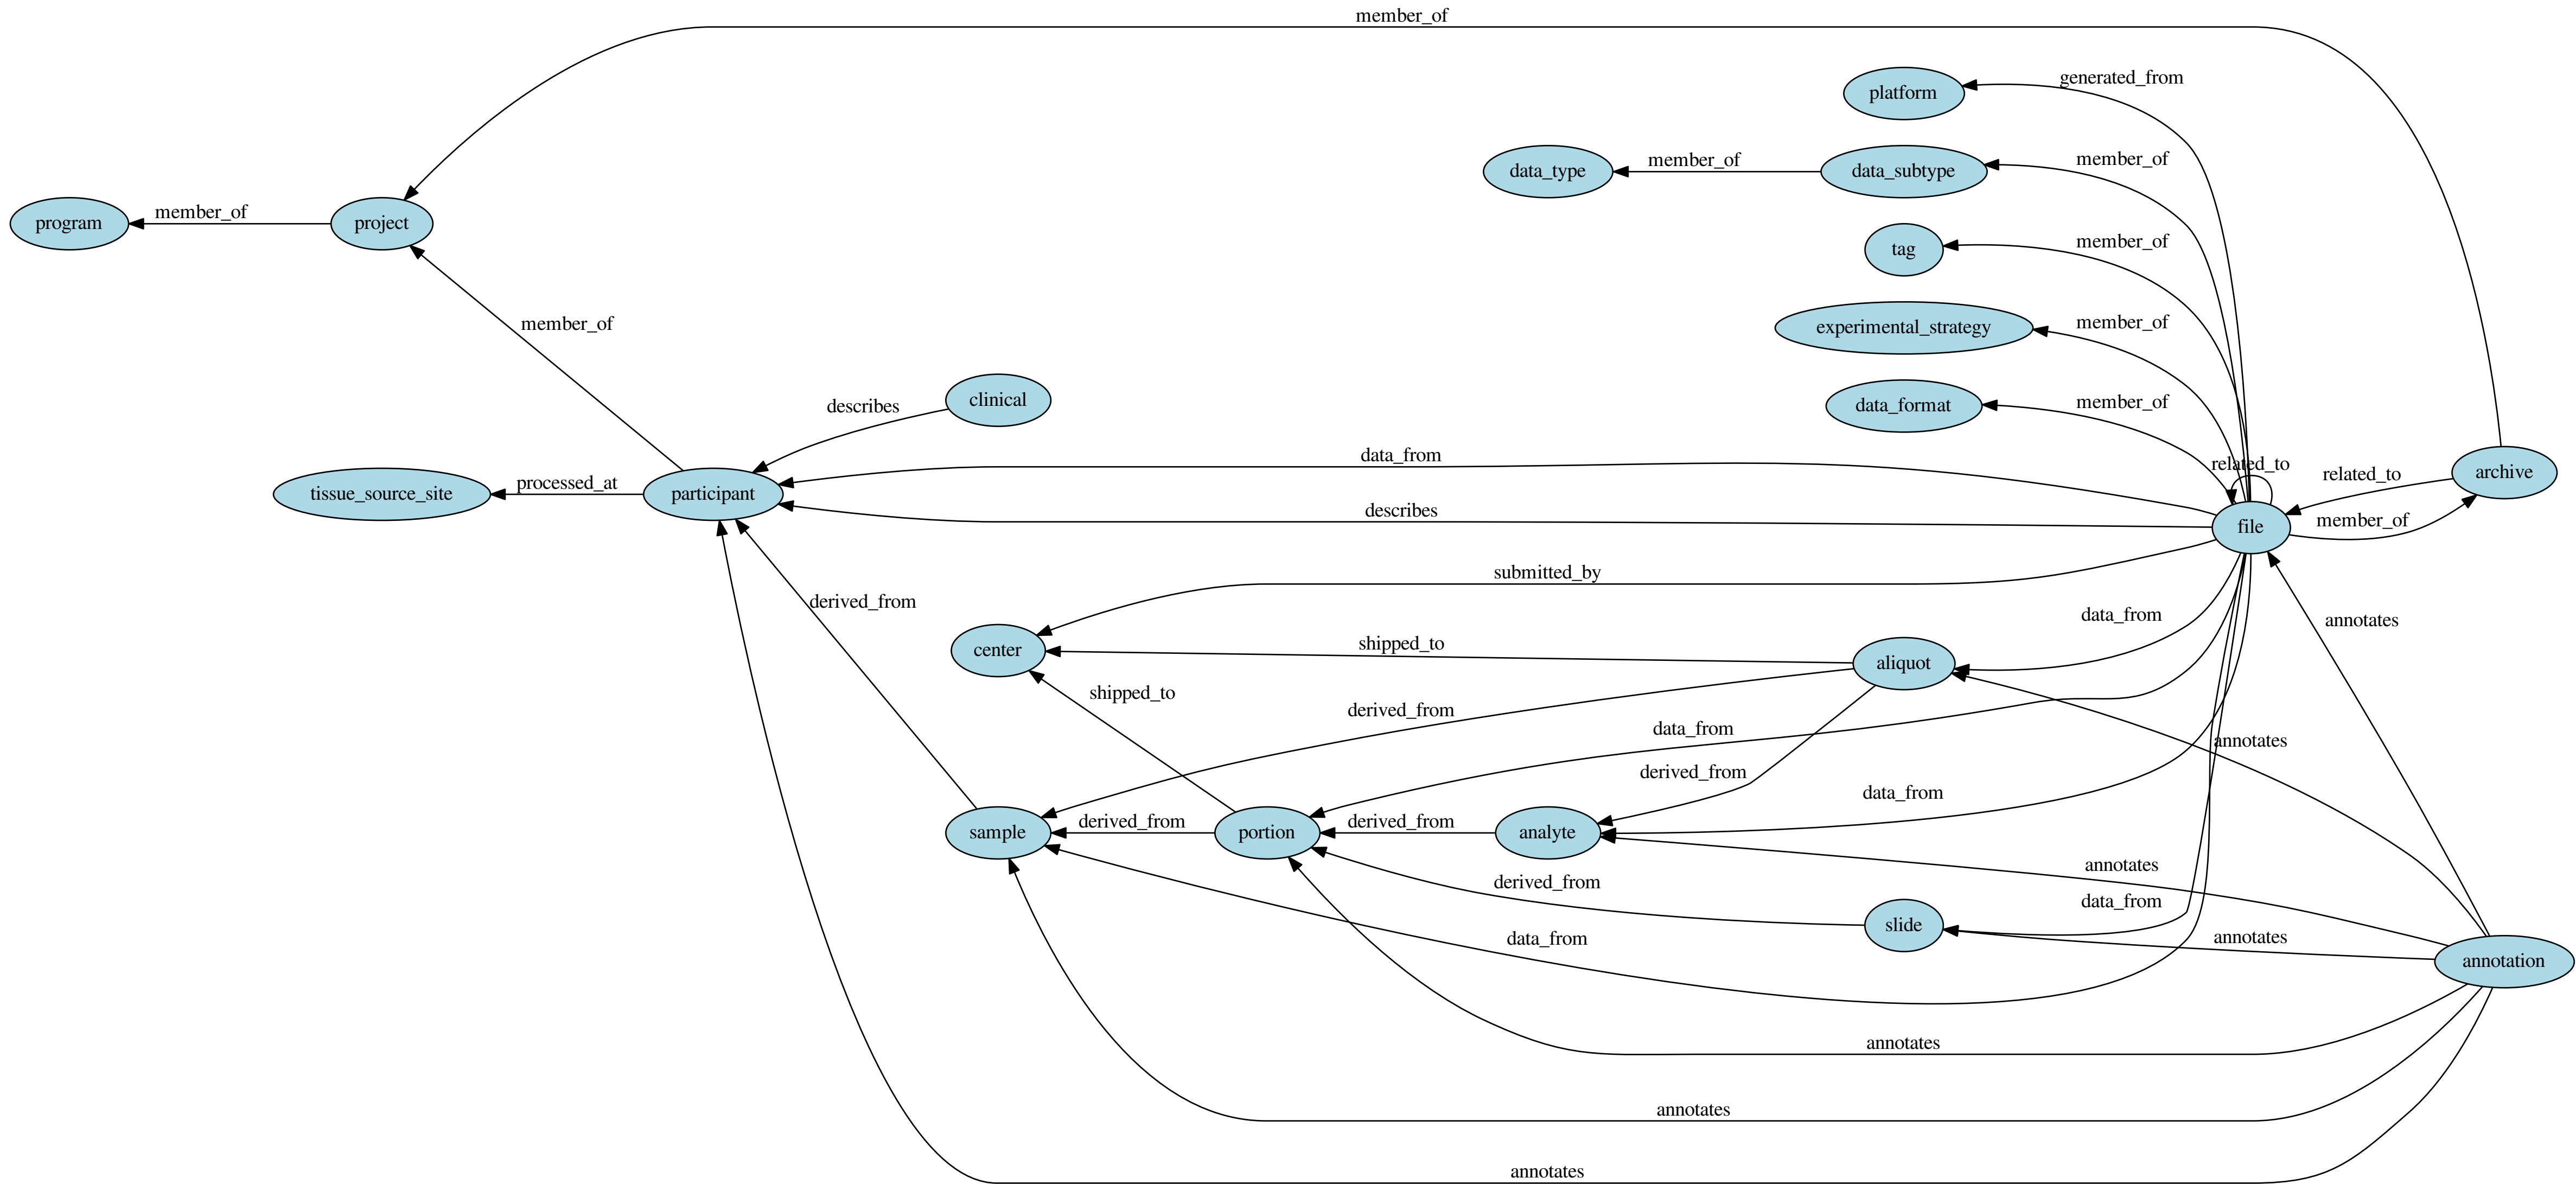 member_of
generated_from
platform
member_of
member_of
data_type
data_subtype
member_of
program
project
member_of
tag
member_of
member_of
experimental_strategy
clinical
describes
member_of
data_format
data_from
related_to
related_to
archive
tissue_source_site
processed_at
participant
describes
member_of
file
submitted_by
derived_from
data_from
annotates
center
shipped_to
aliquot
shipped_to
derived_from
data_from
annotates
derived_from
data_from
sample
derived_from
portion
derived_from
analyte
annotates
derived_from
data_from
slide
data_from
annotates
annotation
annotates
annotates
annotates